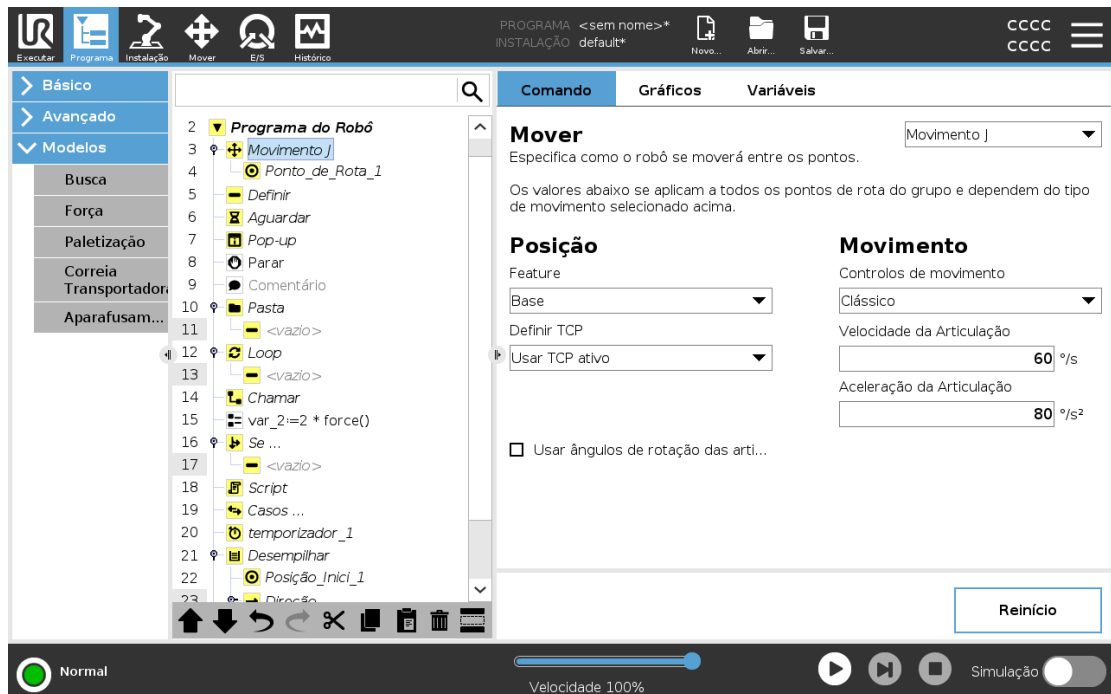 UR
Executar
Programa
Instalação
Mover
E/S
Histórico
PROGRAMA <sem nome>*
INSTALAÇÃO default*
Novo...
Abrir...
Salvar...
CCCC
CCCC
Básico
Avançado
Modelos
Busca
Força
Paletização
Correia
Transportadora
Aparafusam...
2 Programa do Robô
3 Movimento J
4 Ponto_de_Rota_1
5 Definir
6 Aguardar
7 Pop-up
8 Parar
9 Comentário
10 Pasta
11 <vazio>
12 Loop
13 <vazio>
14 Chamar
15 var_2:=2 * force()
16 Se ...
17 <vazio>
18 Script
19 Casos ...
20 temporizador_1
21 Desempilhar
22 Posição_Inici_1
23 Direção
Comando
Gráficos
Variáveis
Mover
Movimento J
Especifica como o robô se moverá entre os pontos.
Os valores abaixo se aplicam a todos os pontos de rota do grupo e dependem do tipo
de movimento selecionado acima.
Posição
Feature
Base
Definir TCP
Usar TCP ativo
Usar ângulos de rotação das arti...
Movimento
Controlos de movimento
Clássico
Velocidade da Articulação
60 °/s
Aceleração da Articulação
80 °/s²
Reinício
Normal
Velocidade 100%
Simulação